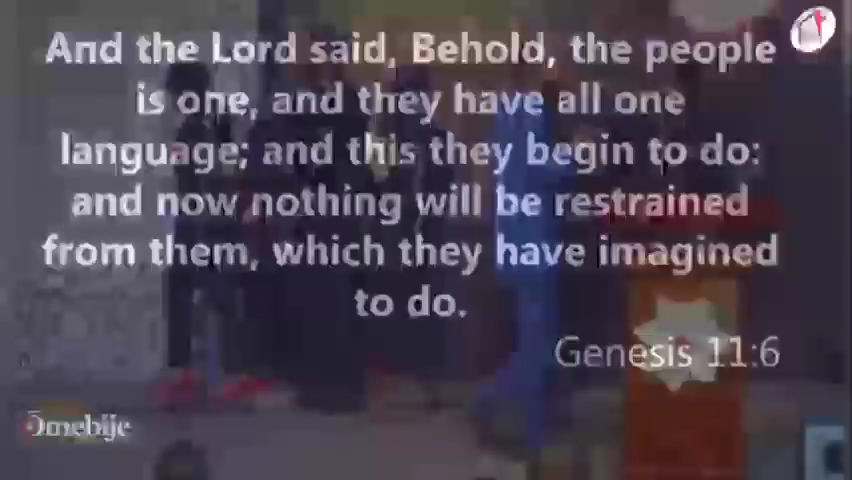 And the Lord said, Behold, the people
is one, and they have all one
language; and this they begin to do:
and now nothing will be restrained
from them, which they have imagined
to do.
Genesis 11:6
Ömebije